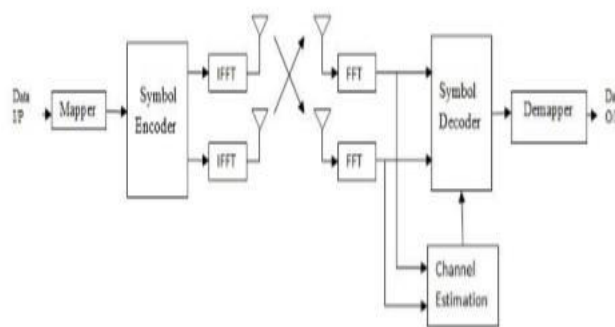 Data
IP
Mapper
Symbol
Encoder
IFFT
IFFT
FFT
FFT
Symbol
Decoder
Demapper
Channel
Estimation